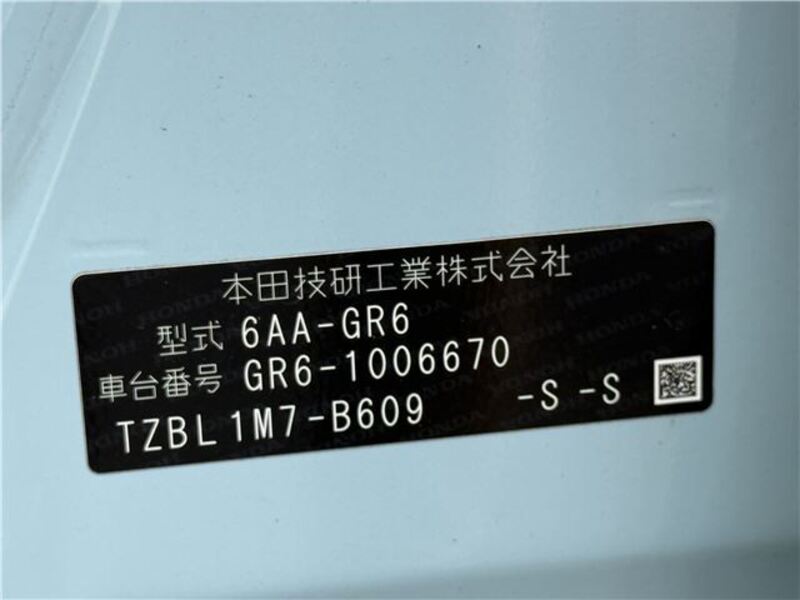 本田技研工業株式会社
型式 6AA-GR6
車台番号 GR6-1006670
TZBL1M7-B609 -S -S